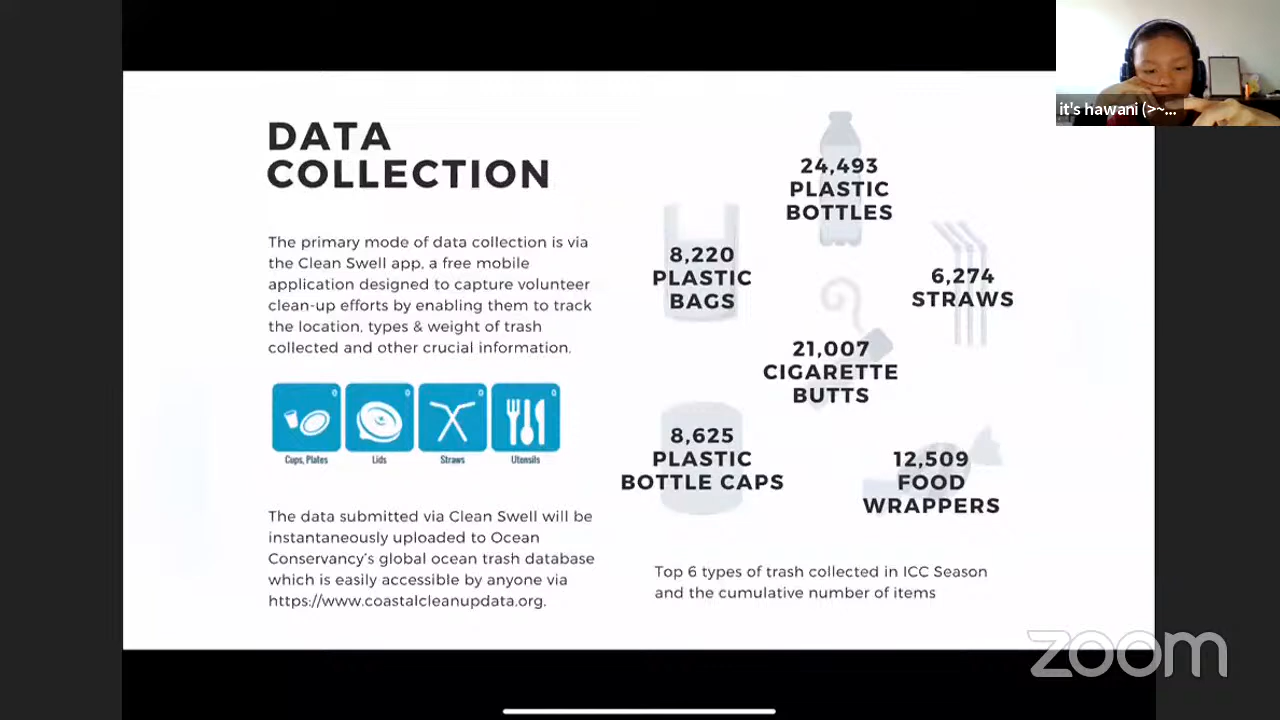 it's hawani (>~...
DATA
COLLECTION
The primary mode of data collection is via
the Clean Swell app, a free mobile
application designed to capture volunteer
clean-up efforts by enabling them to track
the location, types & weight of trash
collected and other crucial information.
0
0
0
0
Cups, Plates
Lids
Straws
Utensils
The data submitted via Clean Swell will be
instantaneously uploaded to Ocean
Conservancy's global ocean trash database
which is easily accessible by anyone via
https://www.coastalcleanupdata.org.
24,493
PLASTIC
BOTTLES
8,220
PLASTIC
BAGS
6,274
STRAWS
21,007
CIGARETTE
BUTTS
8,625
PLASTIC
BOTTLE CAPS
12,509
FOOD
WRAPPERS
Top 6 types of trash collected in ICC Season
and the cumulative number of items
zoom